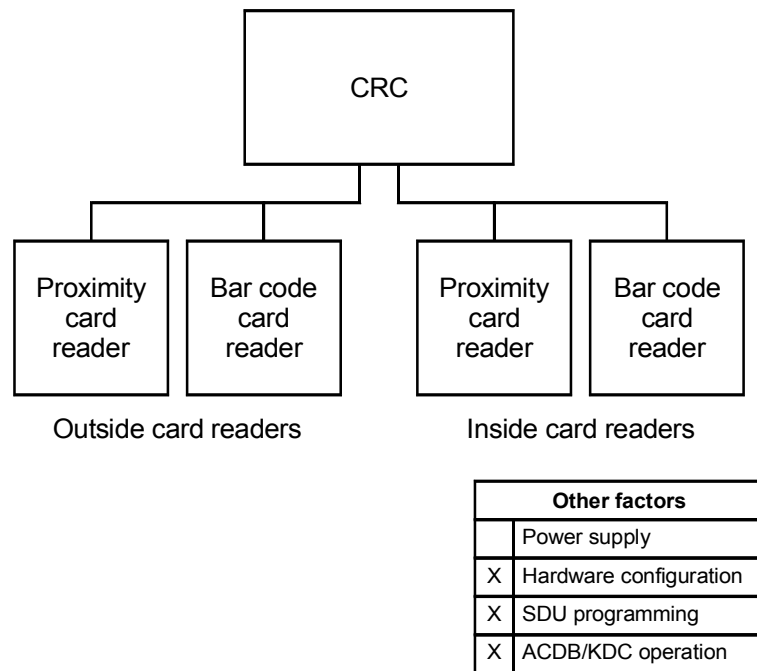 CRC
Proximity
card
reader
Bar code
card
reader
Proximity
card
reader
Bar code
card
reader
Outside card readers
Inside card readers
Other factors
Power supply
X Hardware configuration
X SDU programming
X ACDB/KDC operation